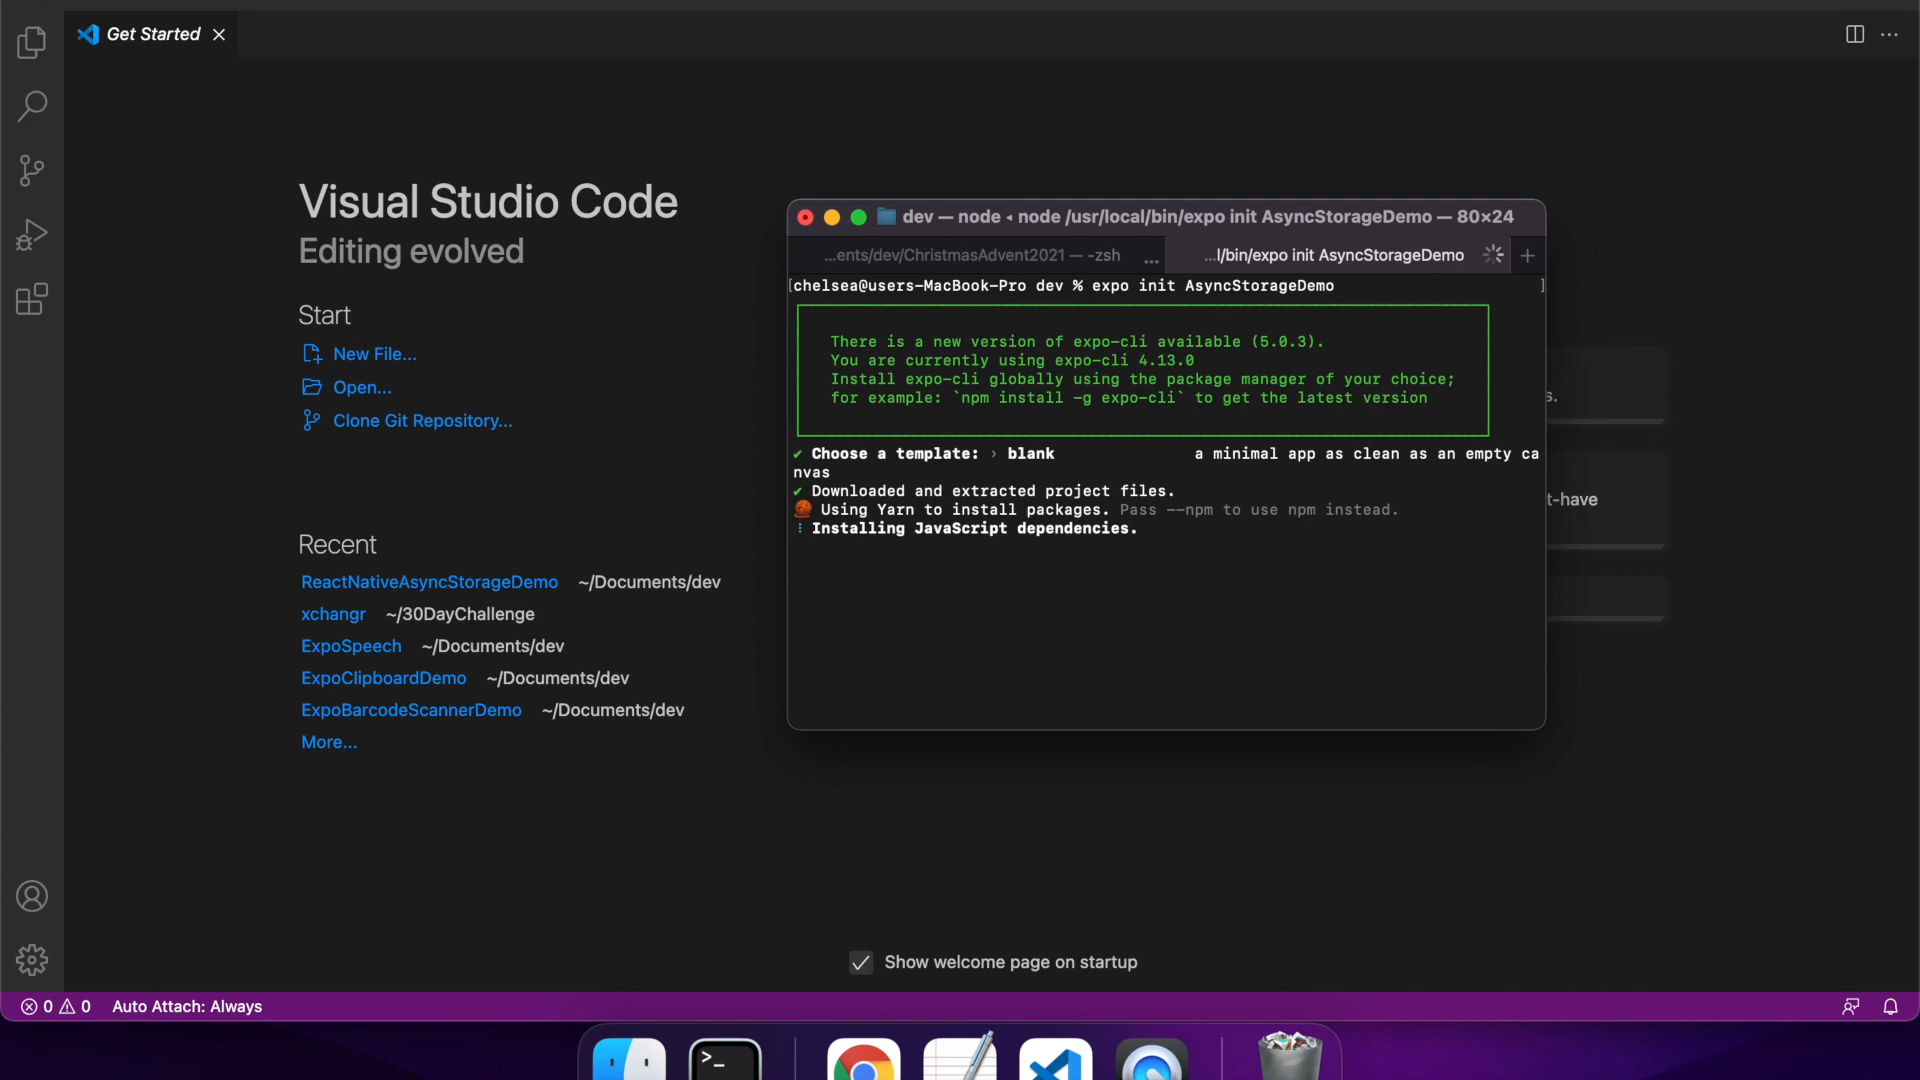 Get Started
Visual Studio Code
Editing evolved
Start
New File...
Open...
Clone Git Repository...
Recent
ReactNativeAsyncStorageDemo ~/Documents/dev
xchangr ~/30DayChallenge
ExpoSpeech ~/Documents/dev
ExpoClipboardDemo ~/Documents/dev
ExpoBarcodeScannerDemo ~/Documents/dev
More...
dev — node ◂ node /usr/local/bin/expo init AsyncStorageDemo — 80×24
...ents/dev/ChristmasAdvent2021 — -zsh ... ...l/bin/expo init AsyncStorageDemo +
[chelsea@users-MacBook-Pro dev % expo init AsyncStorageDemo ]
There is a new version of expo-cli available (5.0.3).
You are currently using expo-cli 4.13.0
Install expo-cli globally using the package manager of your choice;
for example: `npm install -g expo-cli` to get the latest version
✔ Choose a template: › blank a minimal app as clean as an empty ca
nvas
✔ Downloaded and extracted project files.
🧶 Using Yarn to install packages. Pass --npm to use npm instead.
Installing JavaScript dependencies.
s.
t-have
Show welcome page on startup
0 0 Auto Attach: Always
>_